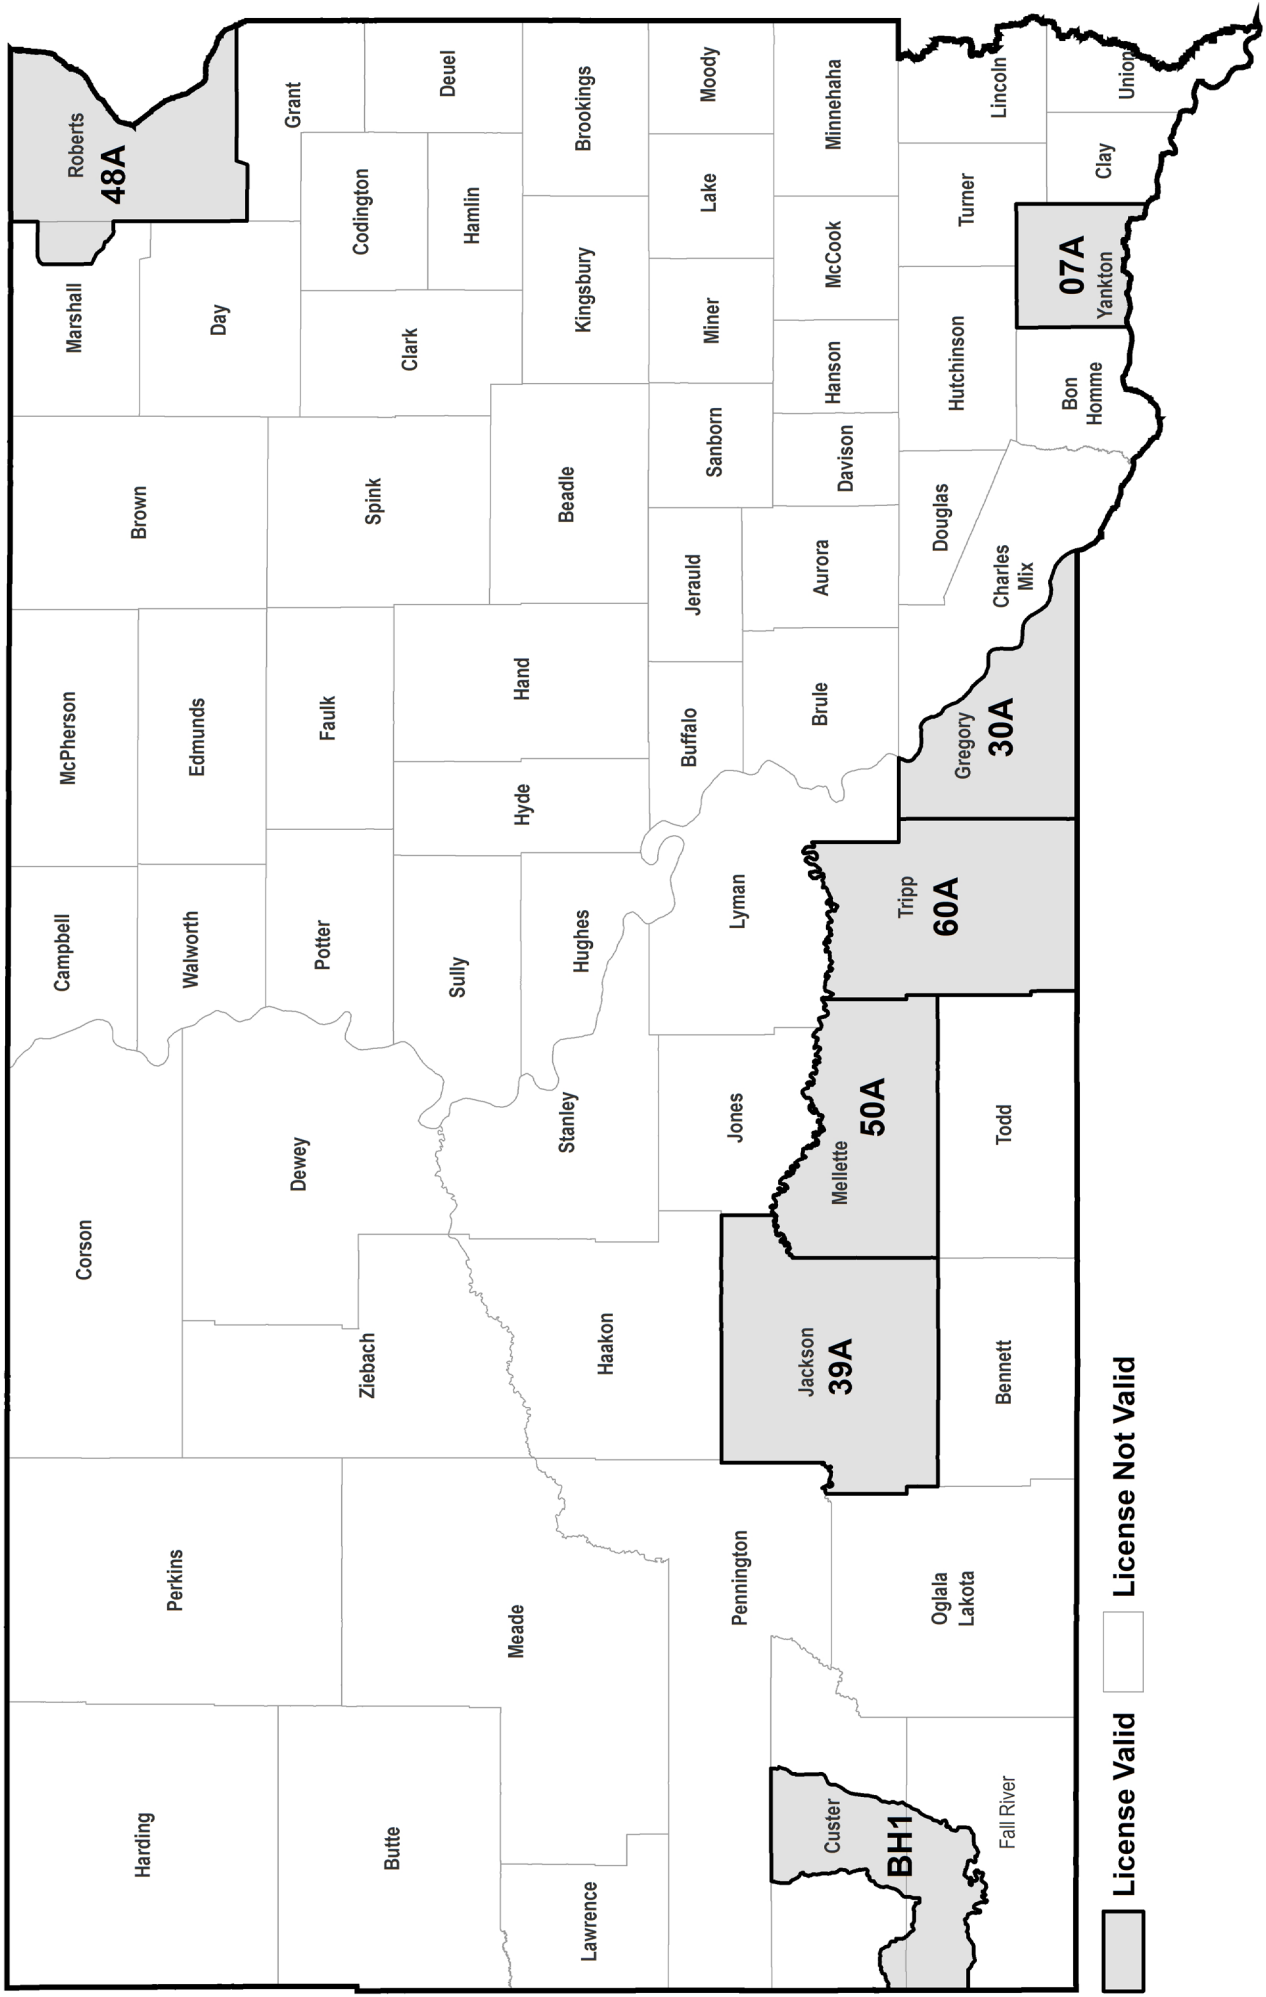 Harding
Perkins
Corson
Campbell
McPherson
Brown
Marshall
Roberts
48A
Day
Grant
Walworth
Edmunds
Butte
Dewey
Potter
Faulk
Spink
Clark
Codington
Deuel
Hamlin
Ziebach
Sully
Hyde
Hand
Beadle
Kingsbury
Brookings
Lawrence
Meade
Haakon
Stanley
Hughes
Lyman
Buffalo
Jerauld
Sanborn
Miner
Lake
Moody
Pennington
Jones
Brule
Aurora
Davison
Hanson
McCook
Minnehaha
Custer
BH1
Jackson
39A
Mellette
50A
Tripp
60A
Gregory
30A
Charles
Mix
Douglas
Hutchinson
Turner
Lincoln
Fall River
Oglala
Lakota
Bennett
Todd
Bon
Homme
07A
Yankton
Clay
Union
License Valid
License Not Valid